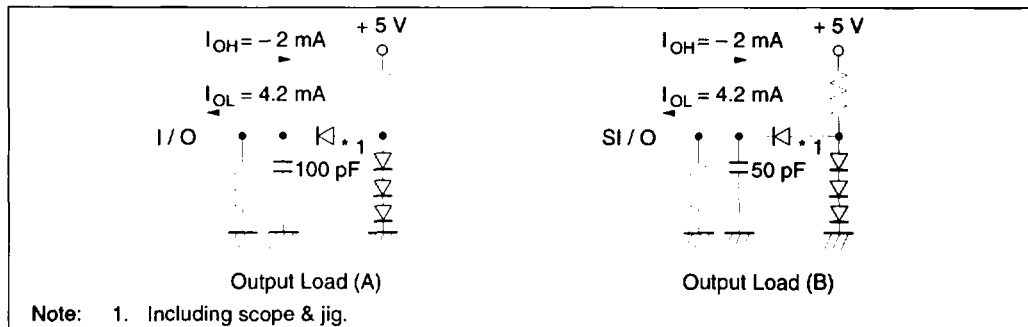 + 5 V
I_OH = – 2 mA
I_OL = 4.2 mA
I / O
* 1
100 pF
Output Load (A)
+ 5 V
I_OH = – 2 mA
I_OL = 4.2 mA
SI / O
* 1
50 pF
Output Load (B)
Note: 1. Including scope & jig.